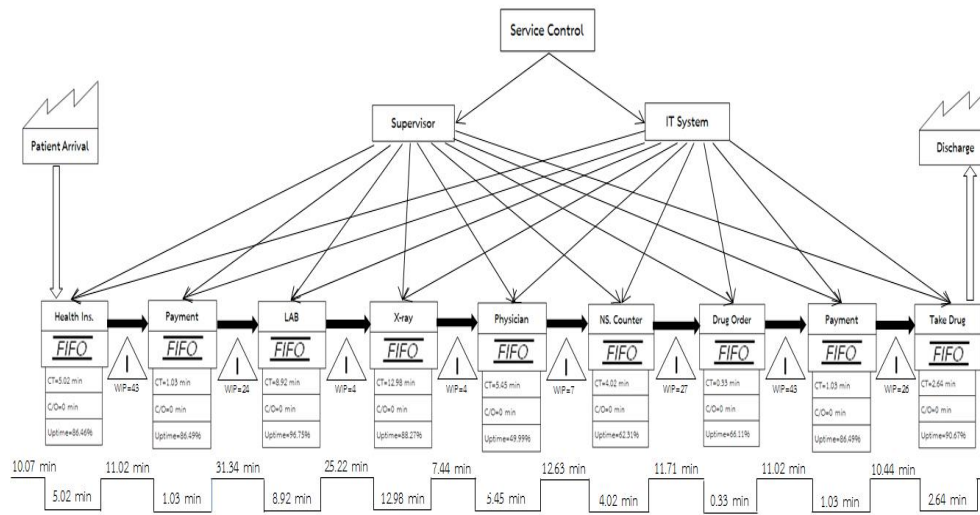 Service Control
Supervisor
IT System
Patient Arrival
Discharge
Health Ins.
Payment
LAB
X-ray
Physician
NS. Counter
Drug Order
Payment
Take Drug
FIFO
FIFO
FIFO
FIFO
FIFO
FIFO
FIFO
FIFO
FIFO
I
I
I
I
I
I
I
I
WIP=43
WIP=24
WIP=4
WIP=4
WIP=7
WIP=27
WIP=43
WIP=26
CT=5.02 min
CT=1.03 min
CT=8.92 min
CT=12.98 min
CT=5.45 min
CT=4.02 min
CT=0.33 min
CT=1.03 min
CT=2.64 min
C/O=0 min
C/O=0 min
C/O=0 min
C/O=0 min
C/O=0 min
C/O=0 min
C/O=0 min
C/O=0 min
C/O=0 min
Uptime=86.46%
Uptime=86.49%
Uptime=96.75%
Uptime=88.27%
Uptime=49.99%
Uptime=62.31%
Uptime=66.11%
Uptime=86.49%
Uptime=90.67%
10.07 min
11.02 min
31.34 min
25.22 min
7.44 min
12.63 min
11.71 min
11.02 min
10.44 min
5.02 min
1.03 min
8.92 min
12.98 min
5.45 min
4.02 min
0.33 min
1.03 min
2.64 min